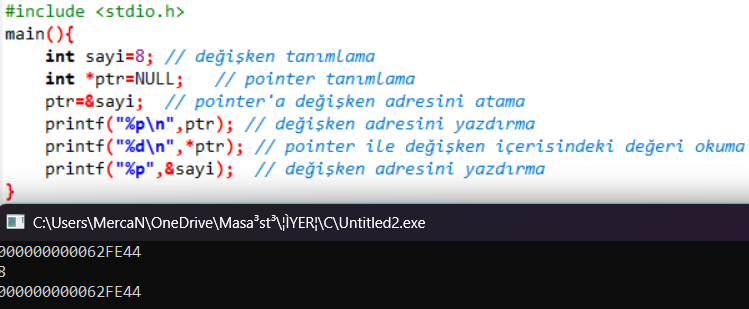 #include <stdio.h>
main(){
int sayi=8; // değişken tanımlama
int *ptr=NULL; // pointer tanımlama
ptr=&sayi; // pointer'a değişken adresini atama
printf("%p\n",ptr); // değişken adresini yazdırma
printf("%d\n",*ptr); // pointer ile değişken içerisindeki değeri okuma
printf("%p",&sayi); // değişken adresini yazdırma
}
C:\Users\MercaN\OneDrive\Masa³st³\¦ÌYER¦\C\Untitled2.exe
000000000062FE44
8
000000000062FE44